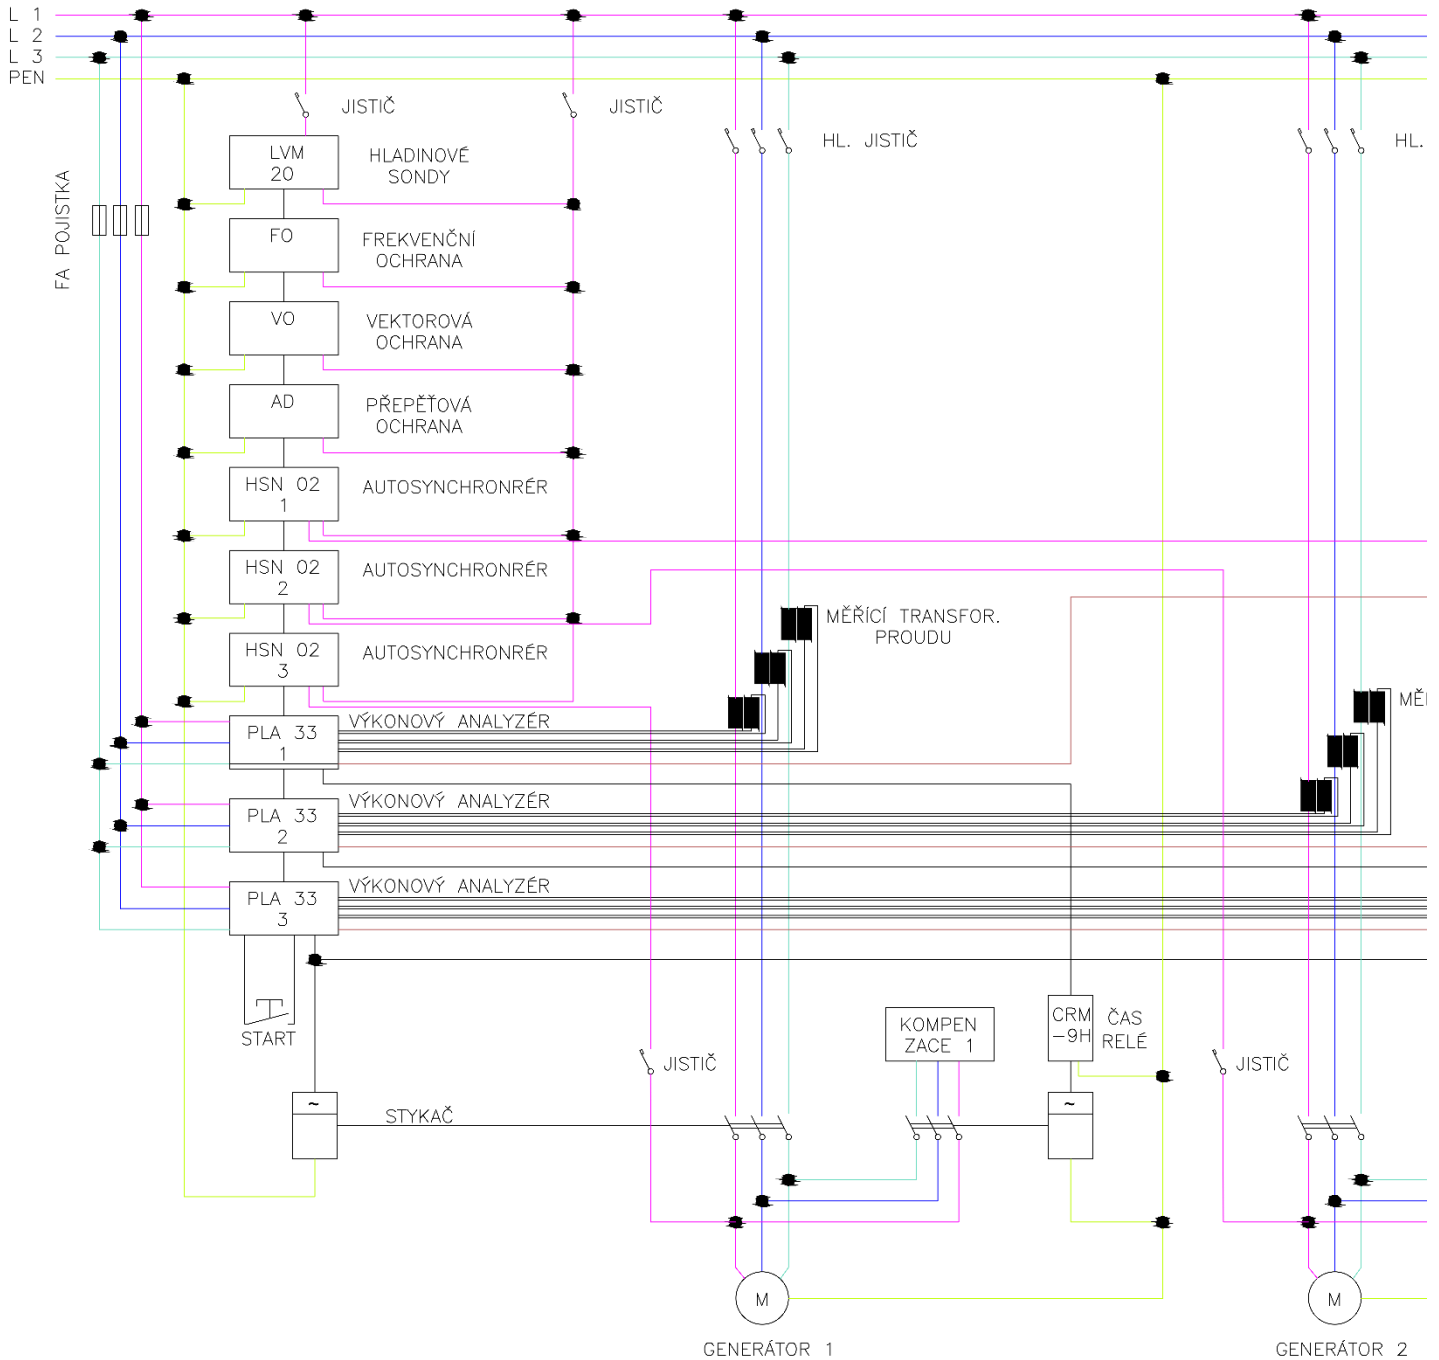 L 1
L 2
L 3
PEN
JISTIČ
JISTIČ
HL. JISTIČ
HL.
LVM
20
HLADINOVÉ
SONDY
FA POJISTKA
FO
FREKVENČNÍ
OCHRANA
VO
VEKTOROVÁ
OCHRANA
AD
PŘEPĚŤOVÁ
OCHRANA
HSN 02
1
AUTOSYNCHRONRÉR
HSN 02
2
AUTOSYNCHRONRÉR
HSN 02
3
AUTOSYNCHRONRÉR
MĚŘÍCÍ TRANSFOR.
PROUDU
MĚ
PLA 33
1
VÝKONOVÝ ANALYZÉR
PLA 33
2
VÝKONOVÝ ANALYZÉR
PLA 33
3
VÝKONOVÝ ANALYZÉR
START
KOMPEN
ZACE 1
CRM
-9H
ČAS
RELÉ
JISTIČ
JISTIČ
~
STYKAČ
~
M
M
GENERÁTOR 1
GENERÁTOR 2